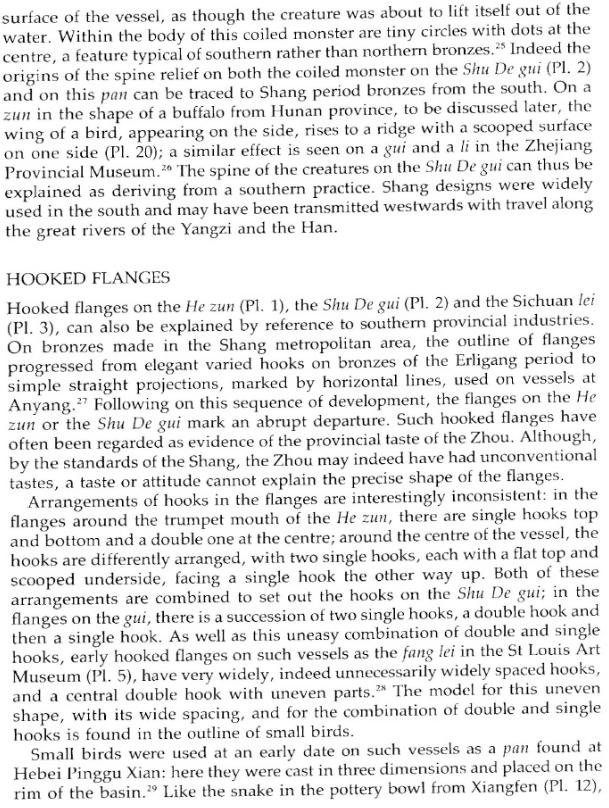 surface of the vessel, as though the creature was about to lift itself out of the
water. Within the body of this coiled monster are tiny circles with dots at the
centre, a feature typical of southern rather than northern bronzes.²⁵ Indeed the
origins of the spine relief on both the coiled monster on the Shu De gui (Pl. 2)
and on this pan can be traced to Shang period bronzes from the south. On a
zun in the shape of a buffalo from Hunan province, to be discussed later, the
wing of a bird, appearing on the side, rises to a ridge with a scooped surface
on one side (Pl. 20); a similar effect is seen on a gui and a li in the Zhejiang
Provincial Museum.²⁶ The spine of the creatures on the Shu De gui can thus be
explained as deriving from a southern practice. Shang designs were widely
used in the south and may have been transmitted westwards with travel along
the great rivers of the Yangzi and the Han.
HOOKED FLANGES
Hooked flanges on the He zun (Pl. 1), the Shu De gui (Pl. 2) and the Sichuan lei
(Pl. 3), can also be explained by reference to southern provincial industries.
On bronzes made in the Shang metropolitan area, the outline of flanges
progressed from elegant varied hooks on bronzes of the Erligang period to
simple straight projections, marked by horizontal lines, used on vessels at
Anyang.²⁷ Following on this sequence of development, the flanges on the He
zun or the Shu De gui mark an abrupt departure. Such hooked flanges have
often been regarded as evidence of the provincial taste of the Zhou. Although,
by the standards of the Shang, the Zhou may indeed have had unconventional
tastes, a taste or attitude cannot explain the precise shape of the flanges.
Arrangements of hooks in the flanges are interestingly inconsistent: in the
flanges around the trumpet mouth of the He zun, there are single hooks top
and bottom and a double one at the centre; around the centre of the vessel, the
hooks are differently arranged, with two single hooks, each with a flat top and
scooped underside, facing a single hook the other way up. Both of these
arrangements are combined to set out the hooks on the Shu De gui; in the
flanges on the gui, there is a succession of two single hooks, a double hook and
then a single hook. As well as this uneasy combination of double and single
hooks, early hooked flanges on such vessels as the fang lei in the St Louis Art
Museum (Pl. 5), have very widely, indeed unnecessarily widely spaced hooks,
and a central double hook with uneven parts.²⁸ The model for this uneven
shape, with its wide spacing, and for the combination of double and single
hooks is found in the outline of small birds.
Small birds were used at an early date on such vessels as a pan found at
Hebei Pinggu Xian: here they were cast in three dimensions and placed on the
rim of the basin.²⁹ Like the snake in the pottery bowl from Xiangfen (Pl. 12),